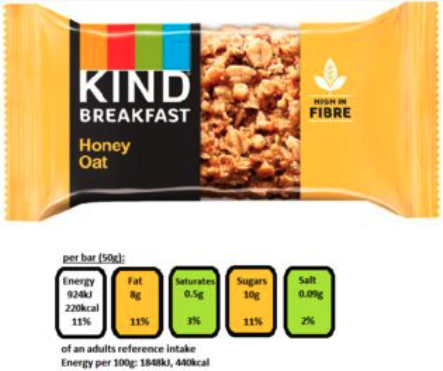 KIND
BREAKFAST
Honey
Oat
HIGH IN
FIBRE
per bar (50g):
Energy
924kJ
220kcal
11%
Fat
8g
11%
Saturates
0.5g
3%
Sugars
10g
11%
Salt
0.09g
2%
of an adults reference intake
Energy per 100g: 1848kJ, 440kcal